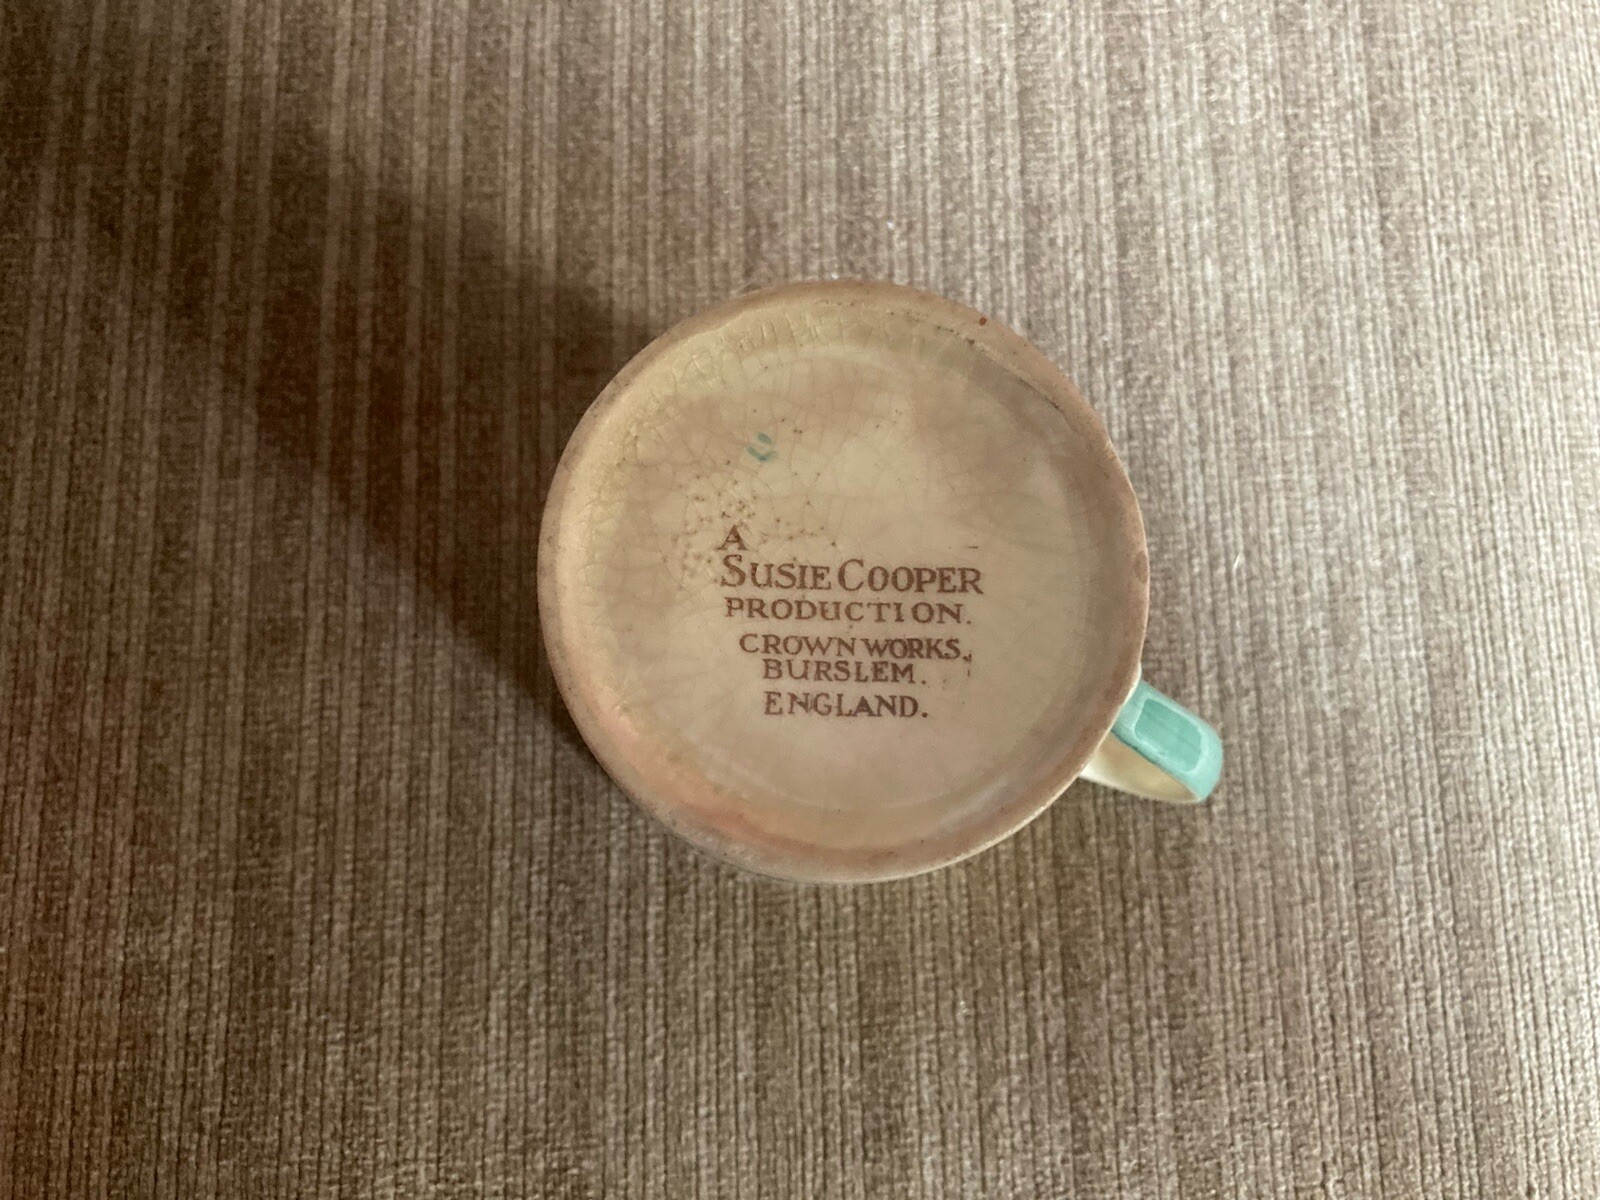 A
SUSIE COOPER
PRODUCTION.
CROWN WORKS,
BURSLEM.
ENGLAND.